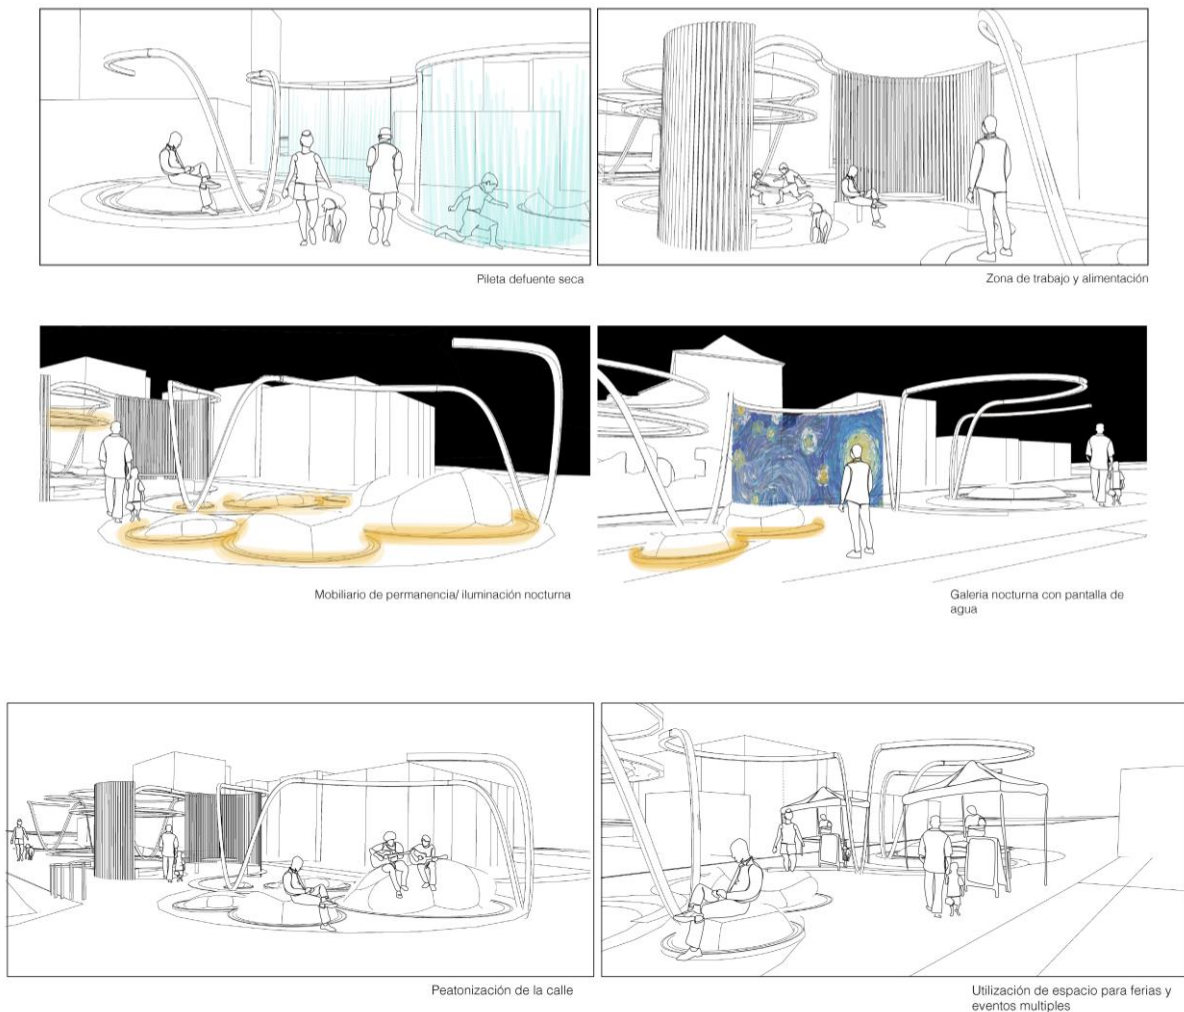 Pileta defuente seca
Zona de trabajo y alimentación
Mobiliario de permanencia/ iluminación nocturna
Galeria nocturna con pantalla de
agua
Peatonización de la calle
Utilización de espacio para ferias y
eventos multiples